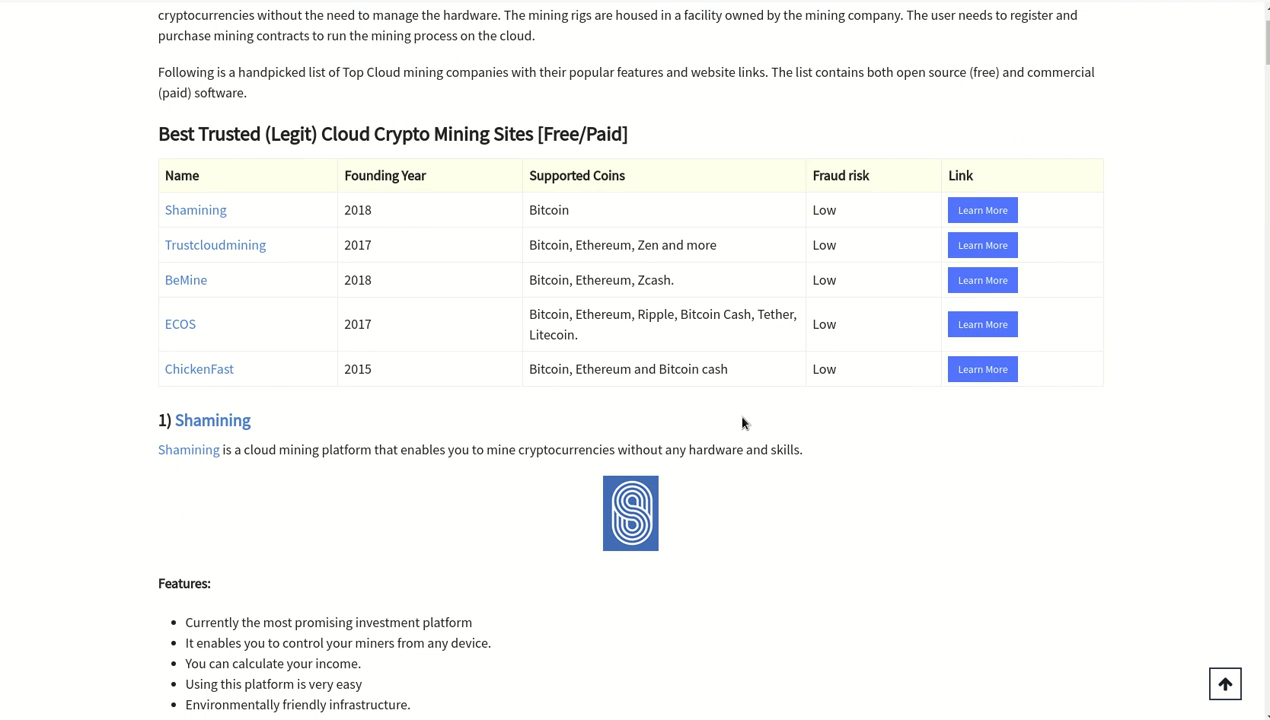 cryptocurrencies without the need to manage the hardware. The mining rigs are housed in a facility owned by the mining company. The user needs to register and
purchase mining contracts to run the mining process on the cloud.
Following is a handpicked list of Top Cloud mining companies with their popular features and website links. The list contains both open source (free) and commercial
(paid) software.
Best Trusted (Legit) Cloud Crypto Mining Sites [Free/Paid]
Name Founding Year Supported Coins Fraud risk Link
Shamining 2018 Bitcoin Low Learn More
Trustcloudmining 2017 Bitcoin, Ethereum, Zen and more Low Learn More
BeMine 2018 Bitcoin, Ethereum, Zcash. Low Learn More
ECOS 2017 Bitcoin, Ethereum, Ripple, Bitcoin Cash, Tether,
Litecoin. Low Learn More
ChickenFast 2015 Bitcoin, Ethereum and Bitcoin cash Low Learn More
1) Shamining
Shamining is a cloud mining platform that enables you to mine cryptocurrencies without any hardware and skills.
Features:
• Currently the most promising investment platform
• It enables you to control your miners from any device.
• You can calculate your income.
• Using this platform is very easy
• Environmentally friendly infrastructure.